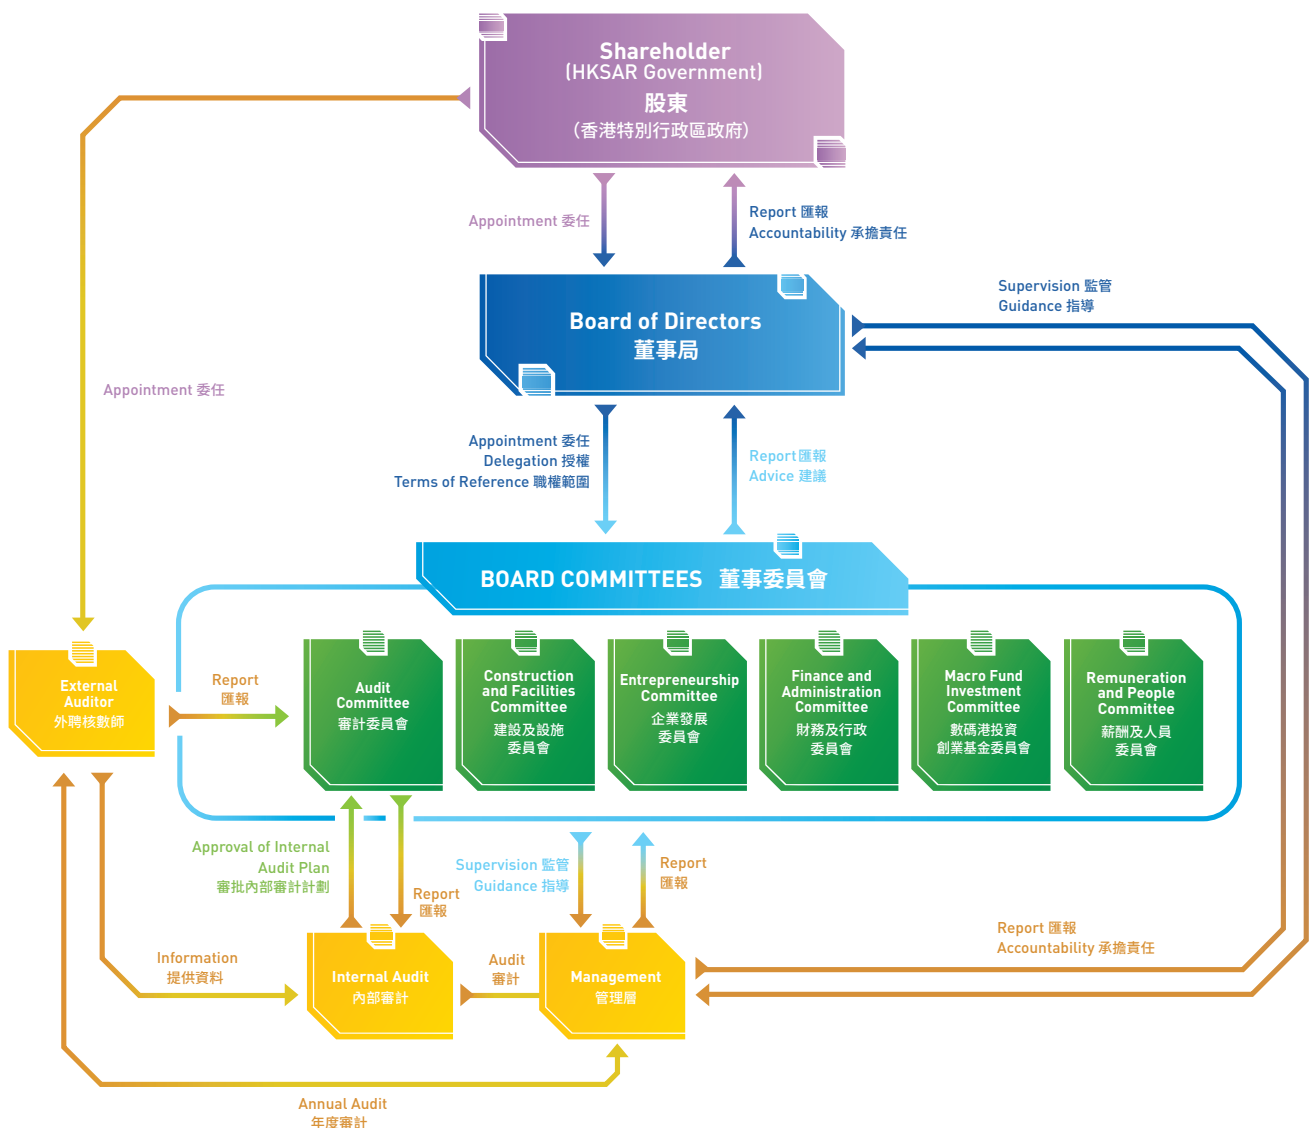 Shareholder
(HKSAR Government)
股東
（香港特別行政區政府）
Appointment 委任
Report 匯報
Accountability 承擔責任
Supervision 監管
Guidance 指導
Board of Directors
董事局
Appointment 委任
Appointment 委任
Delegation 授權
Terms of Reference 職權範圍
Report 匯報
Advice 建議
BOARD COMMITTEES 董事委員會
External
Auditor
外聘核數師
Report
匯報
Audit
Committee
審計委員會
Construction
and Facilities
Committee
建設及設施
委員會
Entrepreneurship
Committee
企業發展
委員會
Finance and
Administration
Committee
財務及行政
委員會
Macro Fund
Investment
Committee
數碼港投資
創業基金委員會
Remuneration
and People
Committee
薪酬及人員
委員會
Approval of Internal
Audit Plan
審批內部審計計劃
Report
匯報
Supervision 監管
Guidance 指導
Report
匯報
Report 匯報
Accountability 承擔責任
Information
提供資料
Internal Audit
內部審計
Audit
審計
Management
管理層
Annual Audit
年度審計